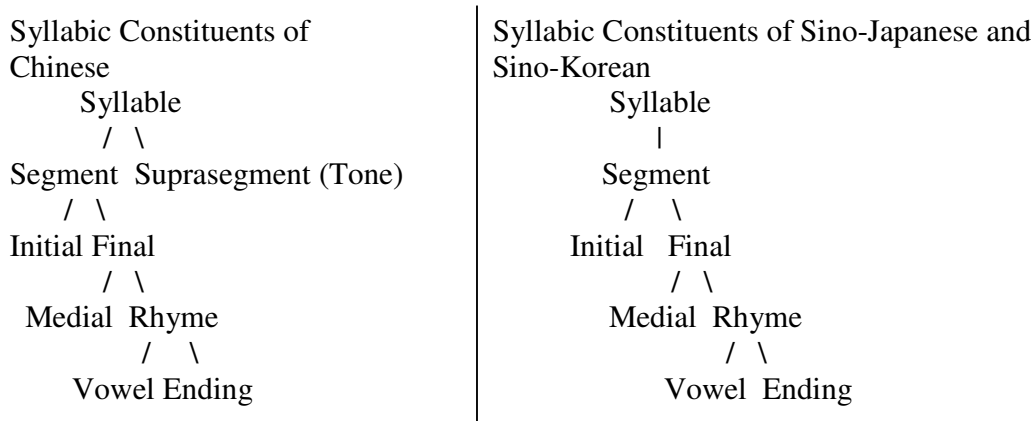 Syllabic Constituents of
Chinese
Syllable
/ \
Segment Suprasegment (Tone)
/ \
Initial Final
/ \
Medial Rhyme
/ \
Vowel Ending
Syllabic Constituents of Sino-Japanese and
Sino-Korean
Syllable
|
Segment
/ \
Initial Final
/ \
Medial Rhyme
/ \
Vowel Ending